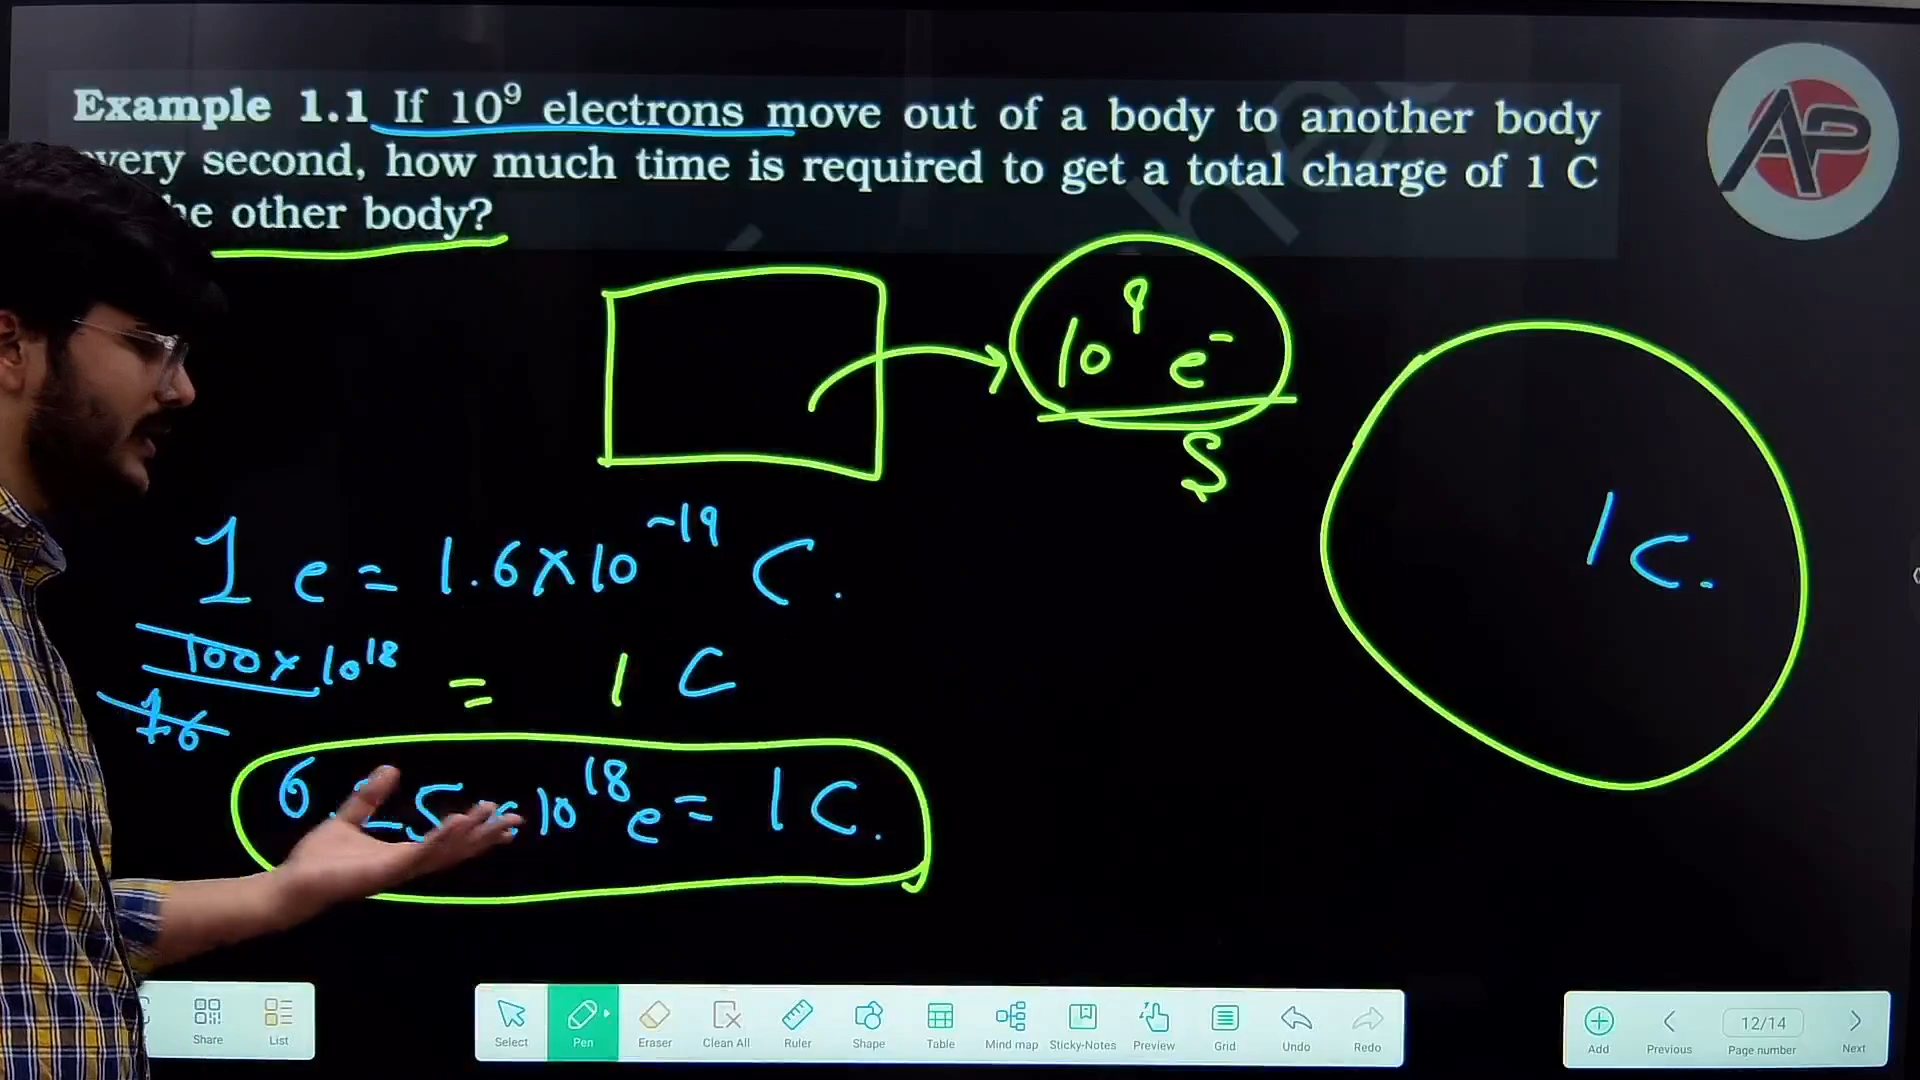 Example 1.1 If 10⁹ electrons move out of a body to another body
very second, how much time is required to get a total charge of 1 C
he other body?
AP
10⁹ e⁻
S
1 C.
1 e = 1.6×10⁻¹⁹ C.
100×10¹⁸ = 1 C
16
6.25×10¹⁸ e = 1 C.
Share List Select Pen Eraser Clean All Ruler Shape Table Mind map Sticky-Notes Preview Grid Undo Redo Add Previous 12/14 Page number Next